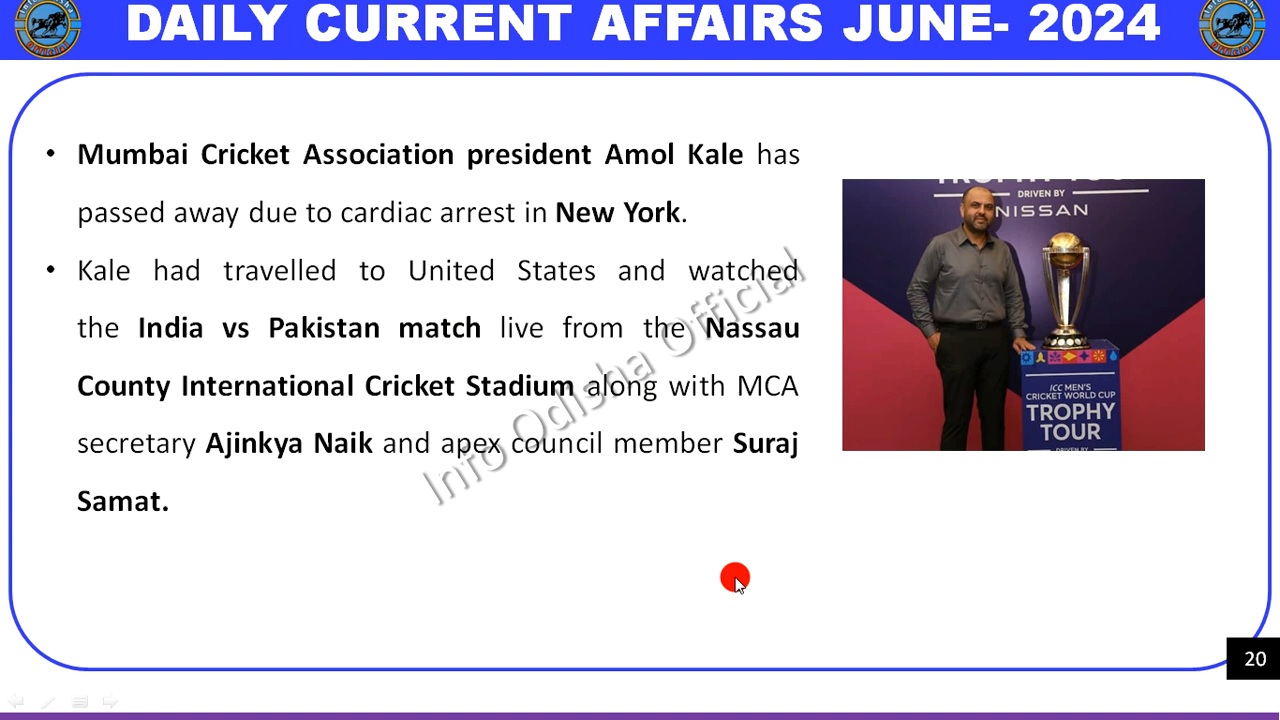 DAILY CURRENT AFFAIRS JUNE- 2024
• Mumbai Cricket Association president Amol Kale has
passed away due to cardiac arrest in New York.
• Kale had travelled to United States and watched
the India vs Pakistan match live from the Nassau
County International Cricket Stadium along with MCA
secretary Ajinkya Naik and apex council member Suraj
Samat.
Info Odisha Official
DRIVEN BY
NISSAN
ICC MEN'S
CRICKET WORLD CUP
TROPHY
TOUR
DRIVEN BY
20